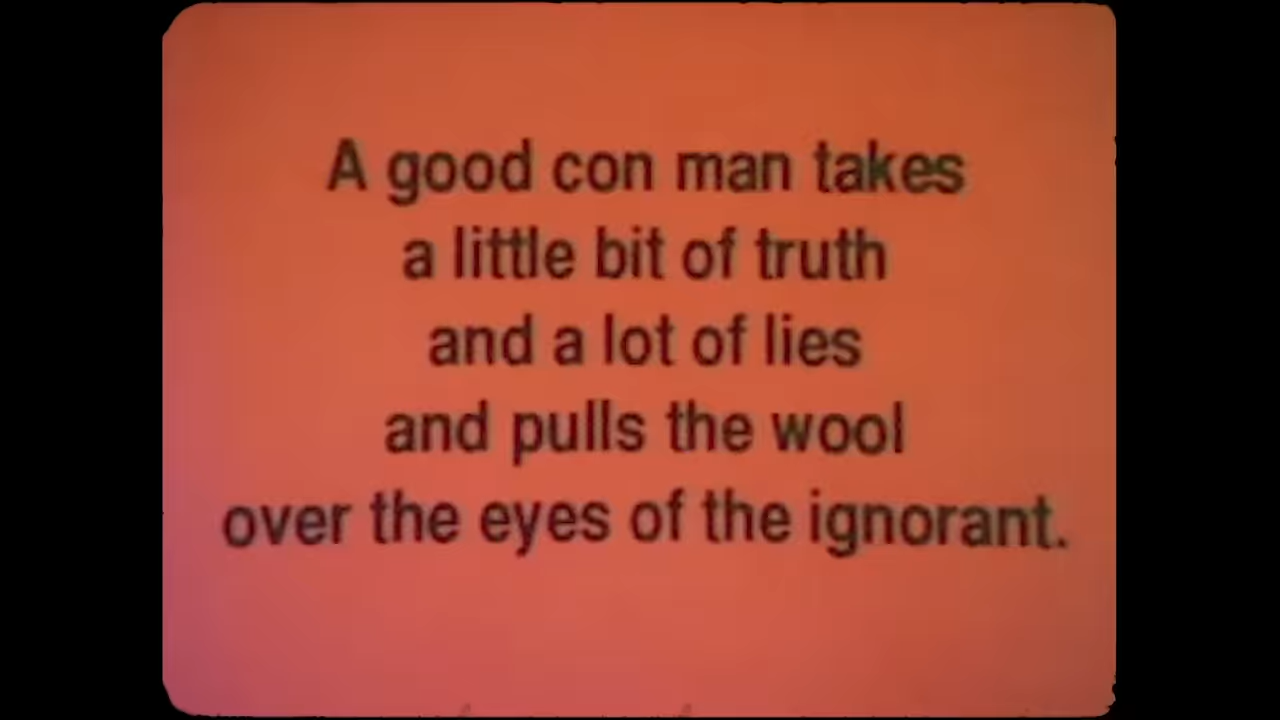 A good con man takes
a little bit of truth
and a lot of lies
and pulls the wool
over the eyes of the ignorant.